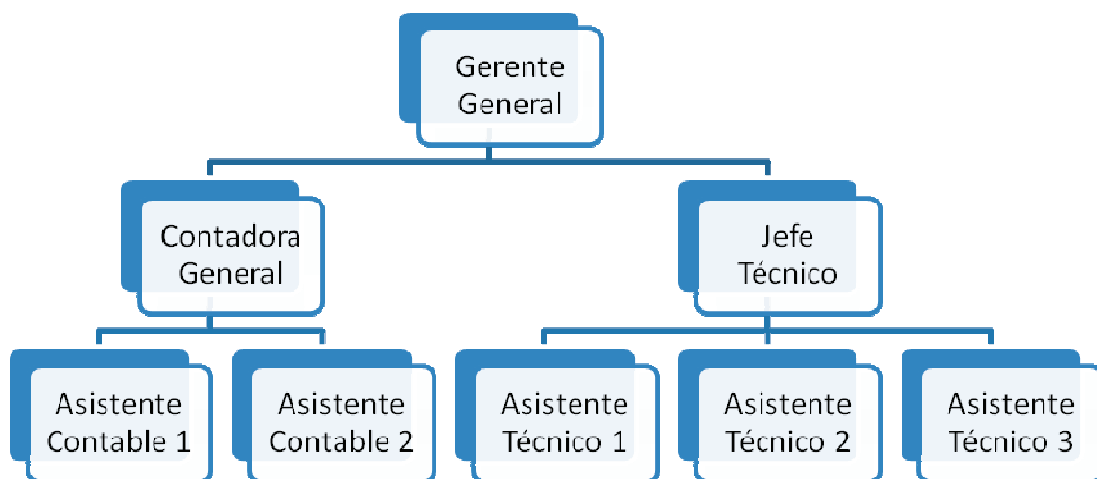 Gerente
General
Contadora
General
Jefe
Técnico
Asistente
Contable 1
Asistente
Contable 2
Asistente
Técnico 1
Asistente
Técnico 2
Asistente
Técnico 3